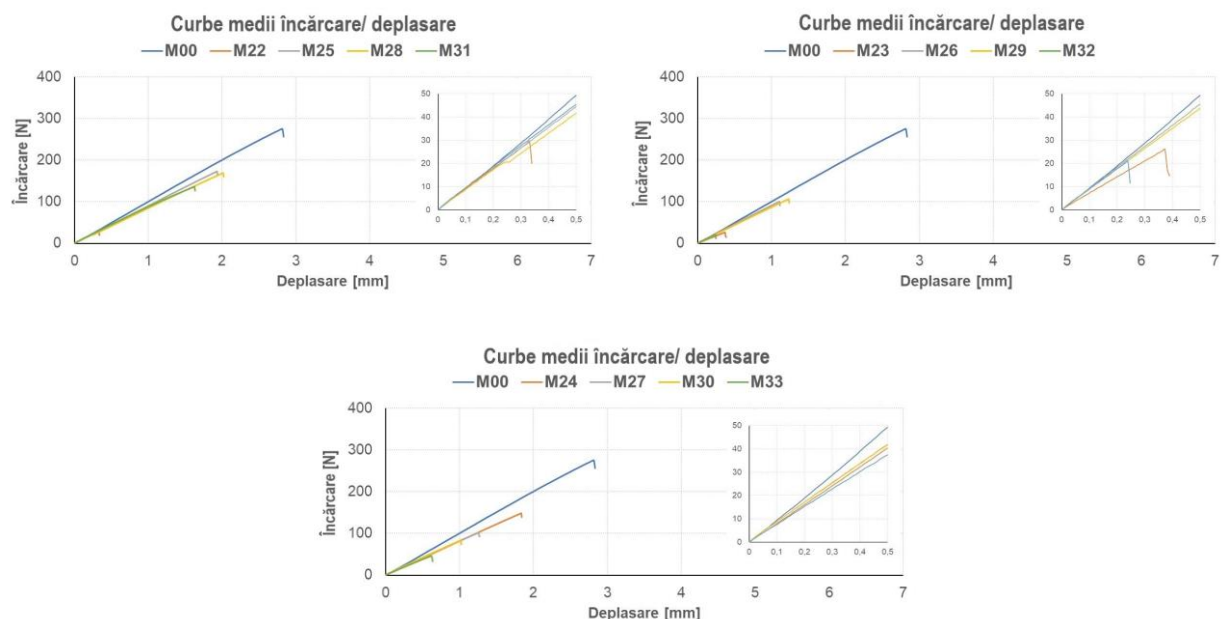 Curbe medii încărcare/ deplasare
M00 M22 M25 M28 M31
Încărcare [N]
400
300
200
100
0
0 1 2 3 4 5 6 7
Deplasare [mm]
50
40
30
20
10
0
0 0,1 0,2 0,3 0,4 0,5
Curbe medii încărcare/ deplasare
M00 M23 M26 M29 M32
Încărcare [N]
400
300
200
100
0
0 1 2 3 4 5 6 7
Deplasare [mm]
50
40
30
20
10
0
0 0,1 0,2 0,3 0,4 0,5
Curbe medii încărcare/ deplasare
M00 M24 M27 M30 M33
Încărcare [N]
400
300
200
100
0
0 1 2 3 4 5 6 7
Deplasare [mm]
50
40
30
20
10
0
0 0,1 0,2 0,3 0,4 0,5